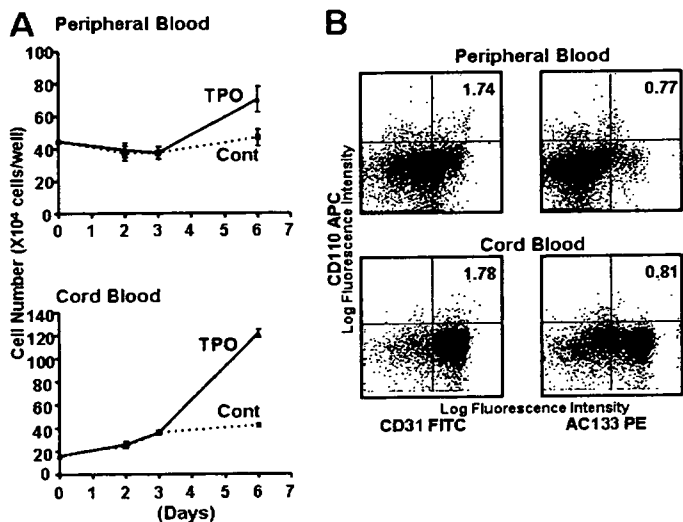 A
Peripheral Blood
100
80
60
40
20
0
TPO
Cont
0 1 2 3 4 5 6 7
Cell Number (X10⁴ cells/well)
Cord Blood
140
120
100
80
60
40
20
0
TPO
Cont
0 2 3 4 5 6 7
(Days)
B
Peripheral Blood
1.74
0.77
CD110 APC
Log Fluorescence Intensity
Cord Blood
1.78
0.81
Log Fluorescence Intensity
CD31 FITC
AC133 PE